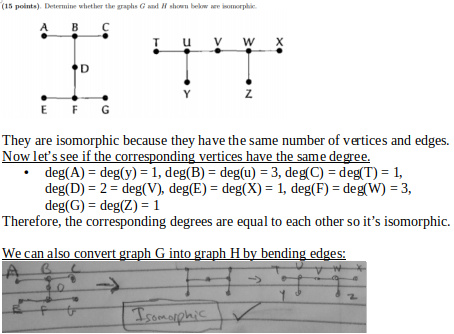 (15 points). Determine whether the graphs G and H shown below are isomorphic.
A B C
T u V W X
D
Y Z
E F G
They are isomorphic because they have the same number of vertices and edges.
Now let's see if the corresponding vertices have the same degree.
• deg(A) = deg(y) = 1, deg(B) = deg(u) = 3, deg(C) = deg(T) = 1,
deg(D) = 2 = deg(V), deg(E) = deg(X) = 1, deg(F) = deg(W) = 3,
deg(G) = deg(Z) = 1
Therefore, the corresponding degrees are equal to each other so it's isomorphic.
We can also convert graph G into graph H by bending edges:
A B C T U V W X
D
E F G Y Z
Isomorphic